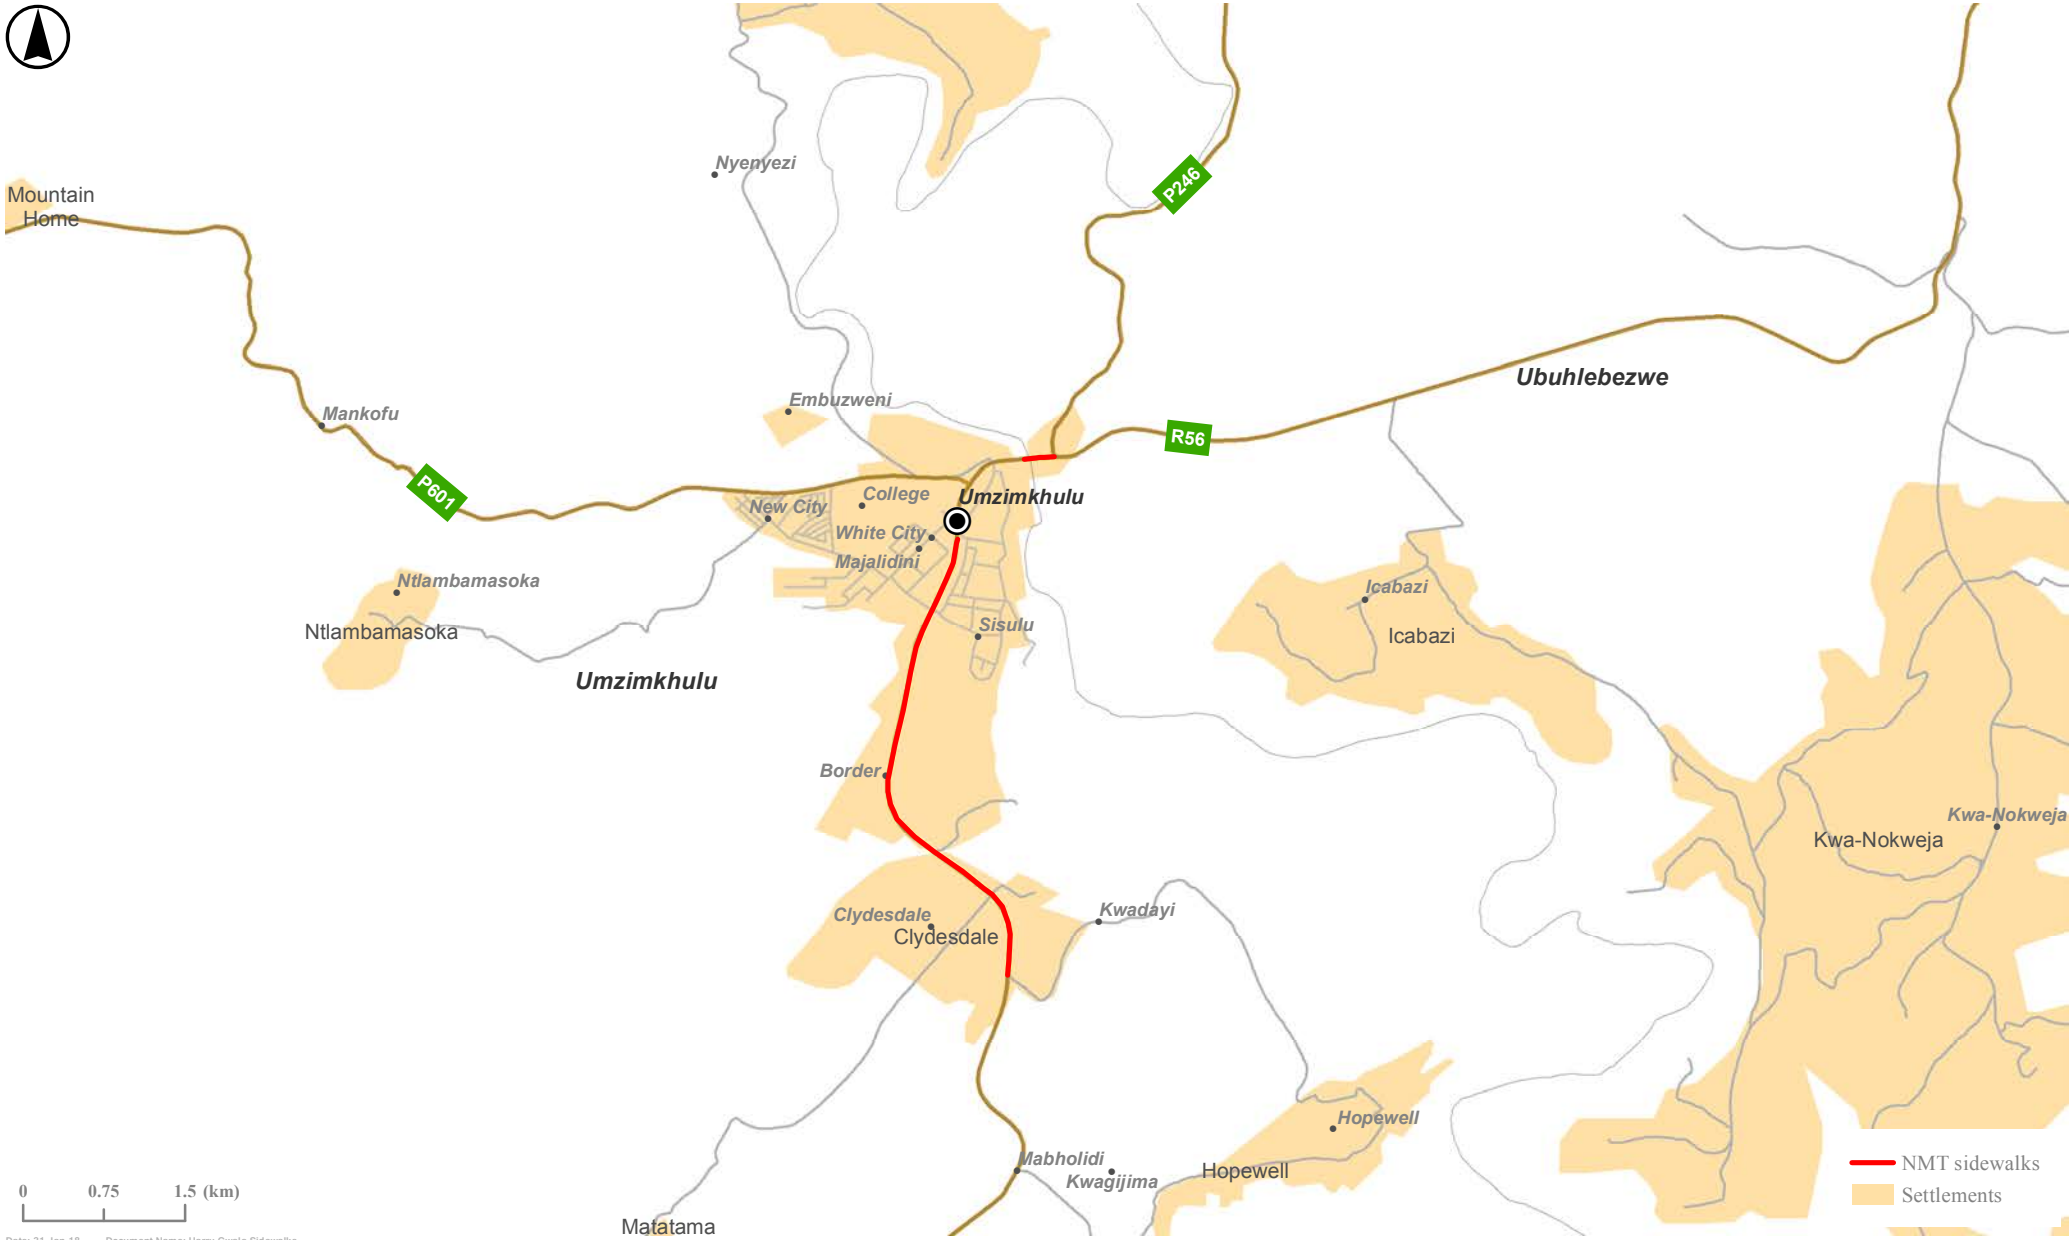 Nyenyezi
P246
Mountain
Home
Ubuhlebezwe
Embuzweni
Mankofu
R56
P601
College
Umzimkhulu
New City
White City
Majalidini
Ntlambamasoka
Icabazi
Ntlambamasoka
Sisulu
Icabazi
Umzimkhulu
Border
Kwa-Nokweja
Kwa-Nokweja
Clydesdale
Kwadayi
Clydesdale
Hopewell
Mabholidi
Kwagijima
Hopewell
NMT sidewalks
Settlements
0 0.75 1.5 (km)
Matatama